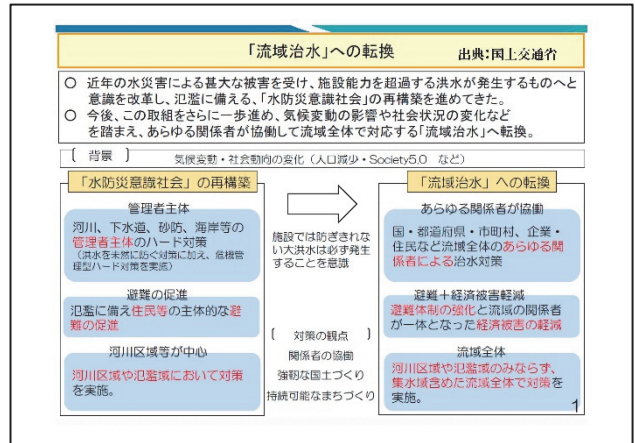 「流域治水」への転換
出典:国土交通省
○ 近年の水災害による甚大な被害を受け、施設能力を超過する洪水が発生するものへと
意識を改革し、氾濫に備える、「水防災意識社会」の再構築を進めてきた。
○ 今後、この取組をさらに一歩進め、気候変動の影響や社会状況の変化など
を踏まえ、あらゆる関係者が協働して流域全体で対応する「流域治水」へ転換。
〔 背景 〕
気候変動・社会動向の変化(人口減少・Society5.0 など)
「水防災意識社会」の再構築
管理者主体
河川、下水道、砂防、海岸等の
管理者主体のハード対策
(洪水を未然に防ぐ対策に加え、危機管
理型ハード対策を実施)
避難の促進
氾濫に備え住民等の主体的な避
難の促進
河川区域等が中心
河川区域や氾濫域において対策
を実施。
施設では防ぎきれな
い大洪水は必ず発生
することを意識
〔 対策の観点 〕
関係者の協働
強靭な国土づくり
持続可能なまちづくり
「流域治水」への転換
あらゆる関係者が協働
国・都道府県・市町村、企業・
住民など流域全体のあらゆる関
係者による治水対策
避難+経済被害軽減
避難体制の強化と流域の関係者
が一体となった経済被害の軽減
流域全体
河川区域や氾濫域のみならず、
集水域含めた流域全体で対策を
実施。
1